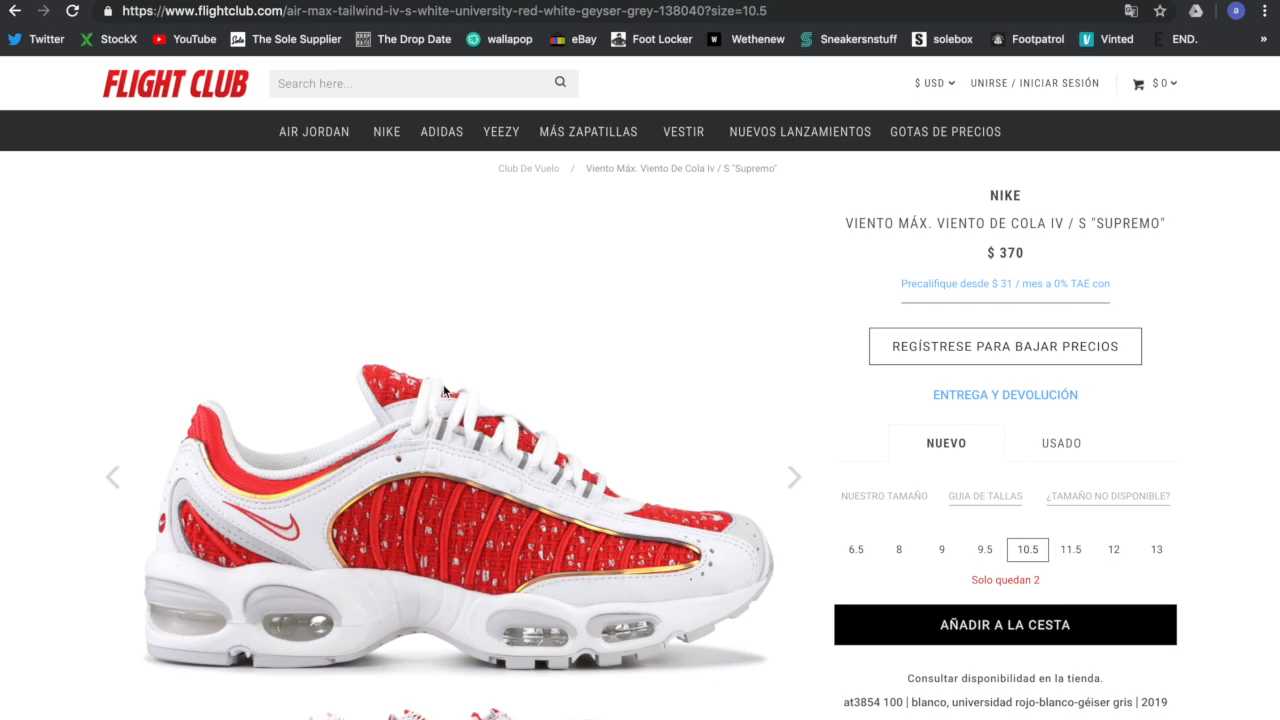 https://www.flightclub.com/air-max-tailwind-iv-s-white-university-red-white-geyser-grey-138040?size=10.5
a
Twitter StockX YouTube The Sole Supplier The Drop Date wallapop eBay Foot Locker Wethenew Sneakersnstuff solebox Footpatrol Vinted END. »
FLIGHT CLUB
Search here...
$ USD UNIRSE / INICIAR SESIÓN $ 0
AIR JORDAN NIKE ADIDAS YEEZY MÁS ZAPATILLAS VESTIR NUEVOS LANZAMIENTOS GOTAS DE PRECIOS
Club De Vuelo / Viento Máx. Viento De Cola Iv / S "Supremo"
NIKE
VIENTO MÁX. VIENTO DE COLA IV / S "SUPREMO"
$ 370
Precalifique desde $ 31 / mes a 0% TAE con
REGÍSTRESE PARA BAJAR PRECIOS
ENTREGA Y DEVOLUCIÓN
NUEVO USADO
NUESTRO TAMAÑO GUIA DE TALLAS ¿TAMAÑO NO DISPONIBLE?
6.5 8 9 9.5 10.5 11.5 12 13
Solo quedan 2
AÑADIR A LA CESTA
Consultar disponibilidad en la tienda.
at3854 100 | blanco, universidad rojo-blanco-géiser gris | 2019